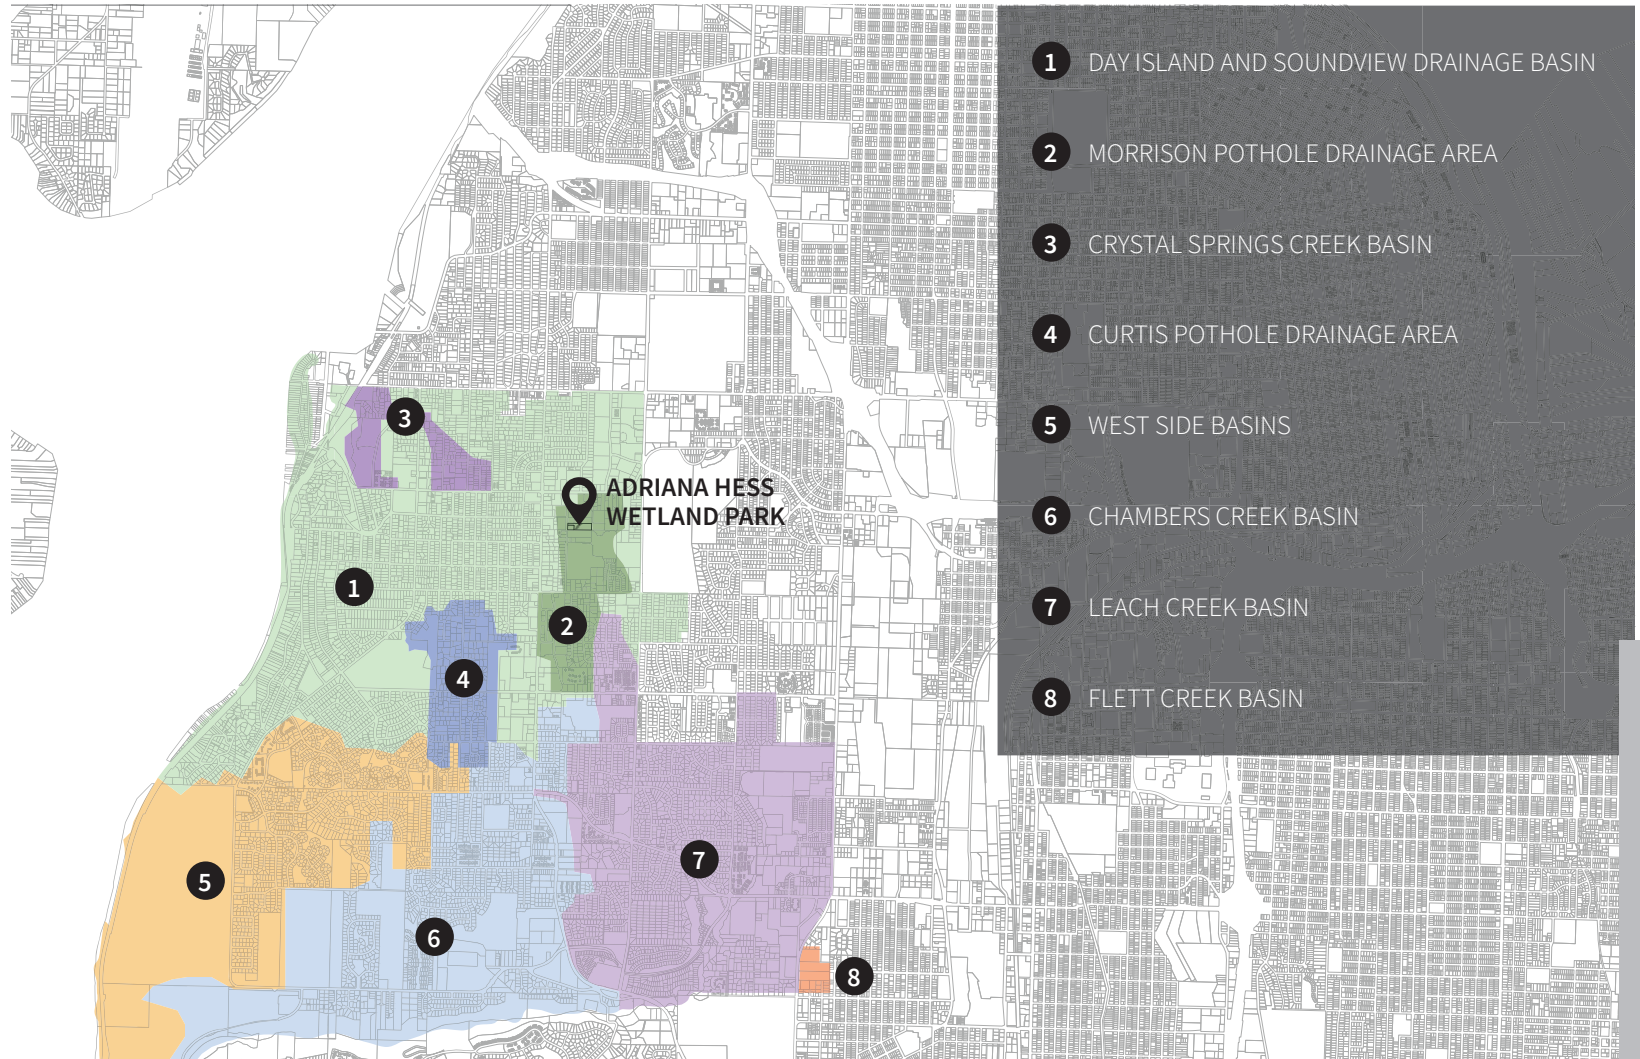 1 DAY ISLAND AND SOUNDVIEW DRAINAGE BASIN
2 MORRISON POTHOLE DRAINAGE AREA
3 CRYSTAL SPRINGS CREEK BASIN
4 CURTIS POTHOLE DRAINAGE AREA
5 WEST SIDE BASINS
6 CHAMBERS CREEK BASIN
7 LEACH CREEK BASIN
8 FLETT CREEK BASIN
3
ADRIANA HESS
WETLAND PARK
1
2
4
7
5
6
8